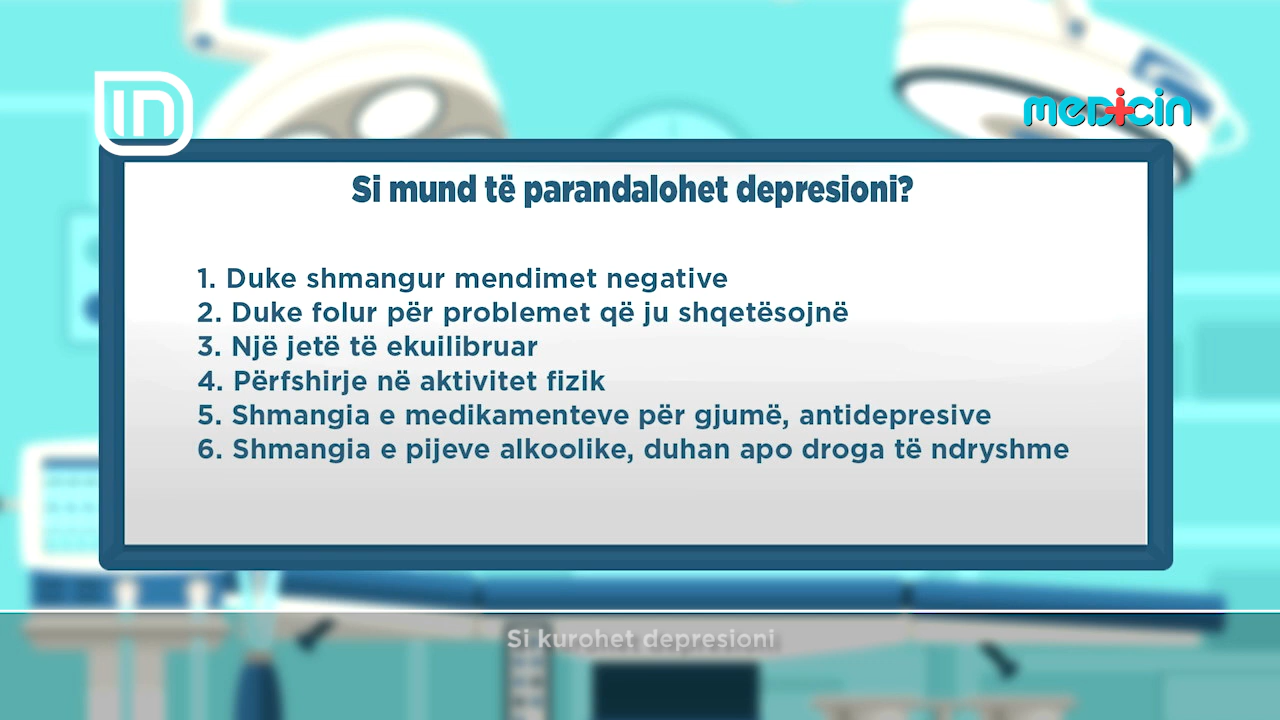 IN
medicin
Si mund të parandalohet depresioni?
1. Duke shmangur mendimet negative
2. Duke folur për problemet që ju shqetësojnë
3. Një jetë të ekuilibruar
4. Përfshirje në aktivitet fizik
5. Shmangia e medikamenteve për gjumë, antidepresive
6. Shmangia e pijeve alkoolike, duhan apo droga të ndryshme
Si kurohet depresioni